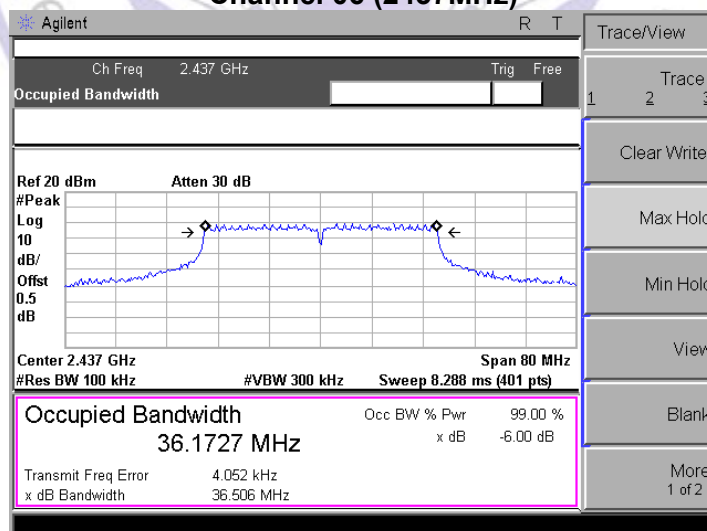 Agilent R T
Ch Freq 2.437 GHz Trig Free
Occupied Bandwidth
Ref 20 dBm Atten 30 dB
#Peak
Log
10
dB/
Offst
0.5
dB
Center 2.437 GHz Span 80 MHz
#Res BW 100 kHz #VBW 300 kHz Sweep 8.288 ms (401 pts)
Occupied Bandwidth
36.1727 MHz
Occ BW % Pwr 99.00 %
x dB -6.00 dB
Transmit Freq Error 4.052 kHz
x dB Bandwidth 36.506 MHz
Trace/View
Trace
1 2 3
Clear Write
Max Hold
Min Hold
View
Blank
More
1 of 2